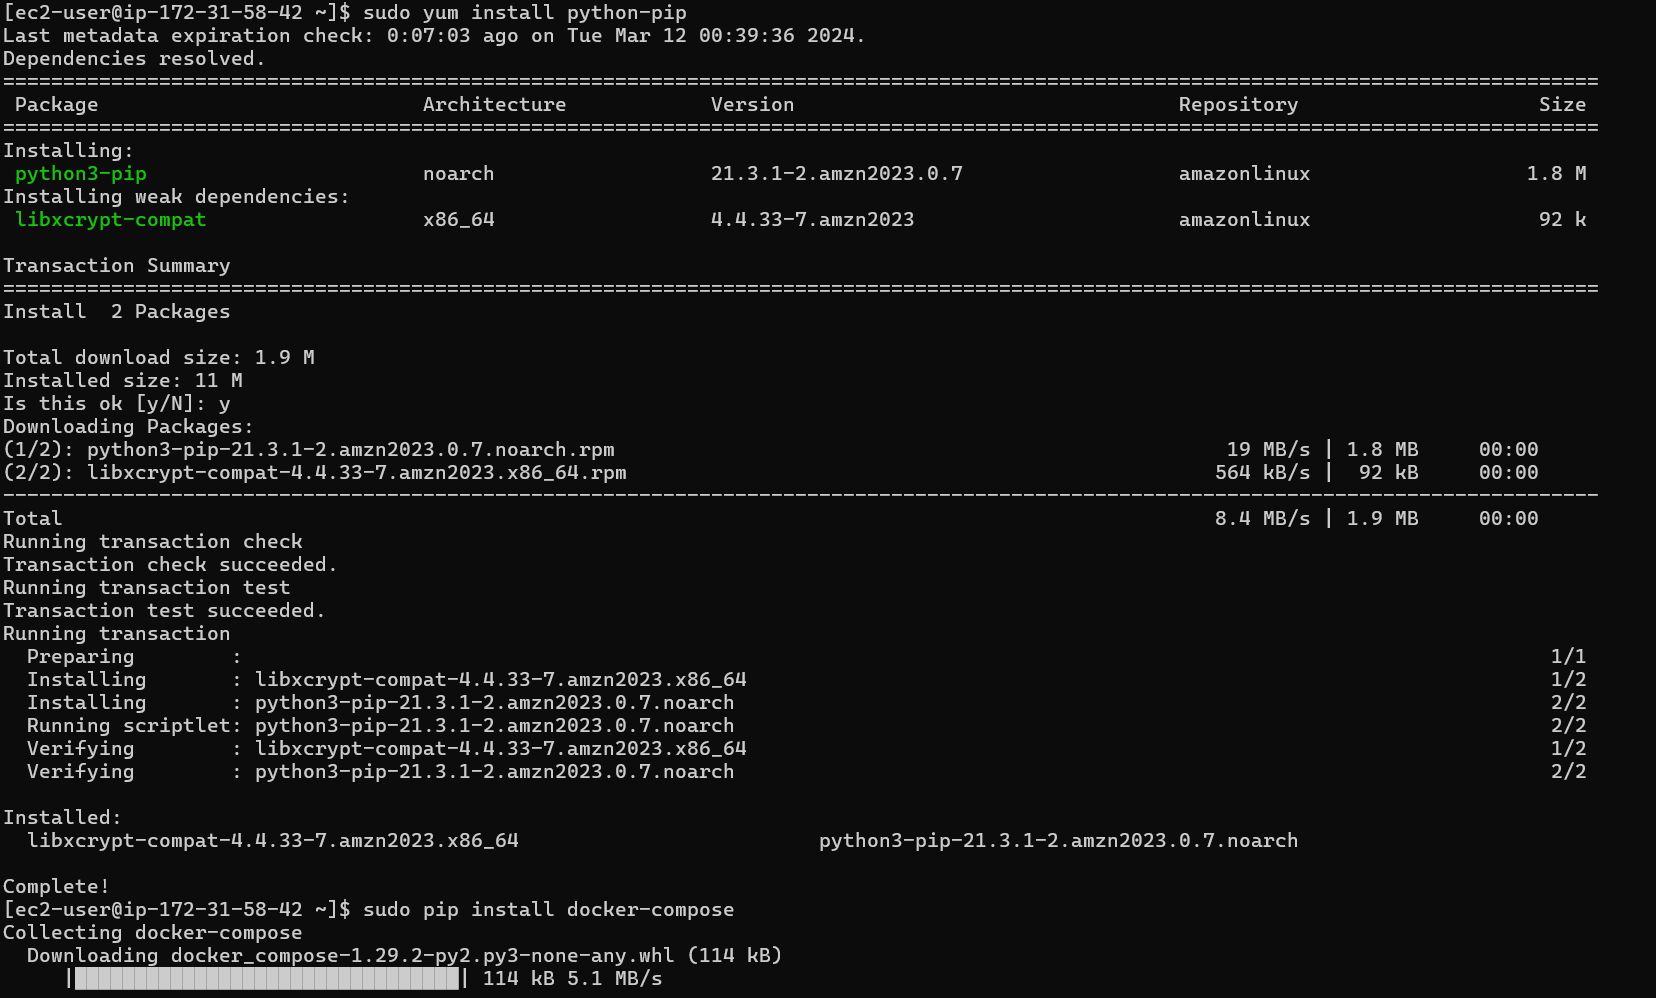 [ec2-user@ip-172-31-58-42 ~]$ sudo yum install python-pip
Last metadata expiration check: 0:07:03 ago on Tue Mar 12 00:39:36 2024.
Dependencies resolved.
=====================================================================================================================================
 Package                          Architecture            Version                                Repository                    Size
=====================================================================================================================================
Installing:
 python3-pip                      noarch                  21.3.1-2.amzn2023.0.7                  amazonlinux                  1.8 M
Installing weak dependencies:
 libxcrypt-compat                 x86_64                  4.4.33-7.amzn2023                      amazonlinux                   92 k

Transaction Summary
=====================================================================================================================================
Install  2 Packages

Total download size: 1.9 M
Installed size: 11 M
Is this ok [y/N]: y
Downloading Packages:
(1/2): python3-pip-21.3.1-2.amzn2023.0.7.noarch.rpm                                                   19 MB/s | 1.8 MB     00:00
(2/2): libxcrypt-compat-4.4.33-7.amzn2023.x86_64.rpm                                                 564 kB/s |  92 kB     00:00
-------------------------------------------------------------------------------------------------------------------------------------
Total                                                                                                8.4 MB/s | 1.9 MB     00:00
Running transaction check
Transaction check succeeded.
Running transaction test
Transaction test succeeded.
Running transaction
  Preparing        :                                                                                                             1/1
  Installing       : libxcrypt-compat-4.4.33-7.amzn2023.x86_64                                                                   1/2
  Installing       : python3-pip-21.3.1-2.amzn2023.0.7.noarch                                                                    2/2
  Running scriptlet: python3-pip-21.3.1-2.amzn2023.0.7.noarch                                                                    2/2
  Verifying        : libxcrypt-compat-4.4.33-7.amzn2023.x86_64                                                                   1/2
  Verifying        : python3-pip-21.3.1-2.amzn2023.0.7.noarch                                                                    2/2

Installed:
  libxcrypt-compat-4.4.33-7.amzn2023.x86_64                         python3-pip-21.3.1-2.amzn2023.0.7.noarch

Complete!
[ec2-user@ip-172-31-58-42 ~]$ sudo pip install docker-compose
Collecting docker-compose
  Downloading docker_compose-1.29.2-py2.py3-none-any.whl (114 kB)
     |████████████████████████████████| 114 kB 5.1 MB/s